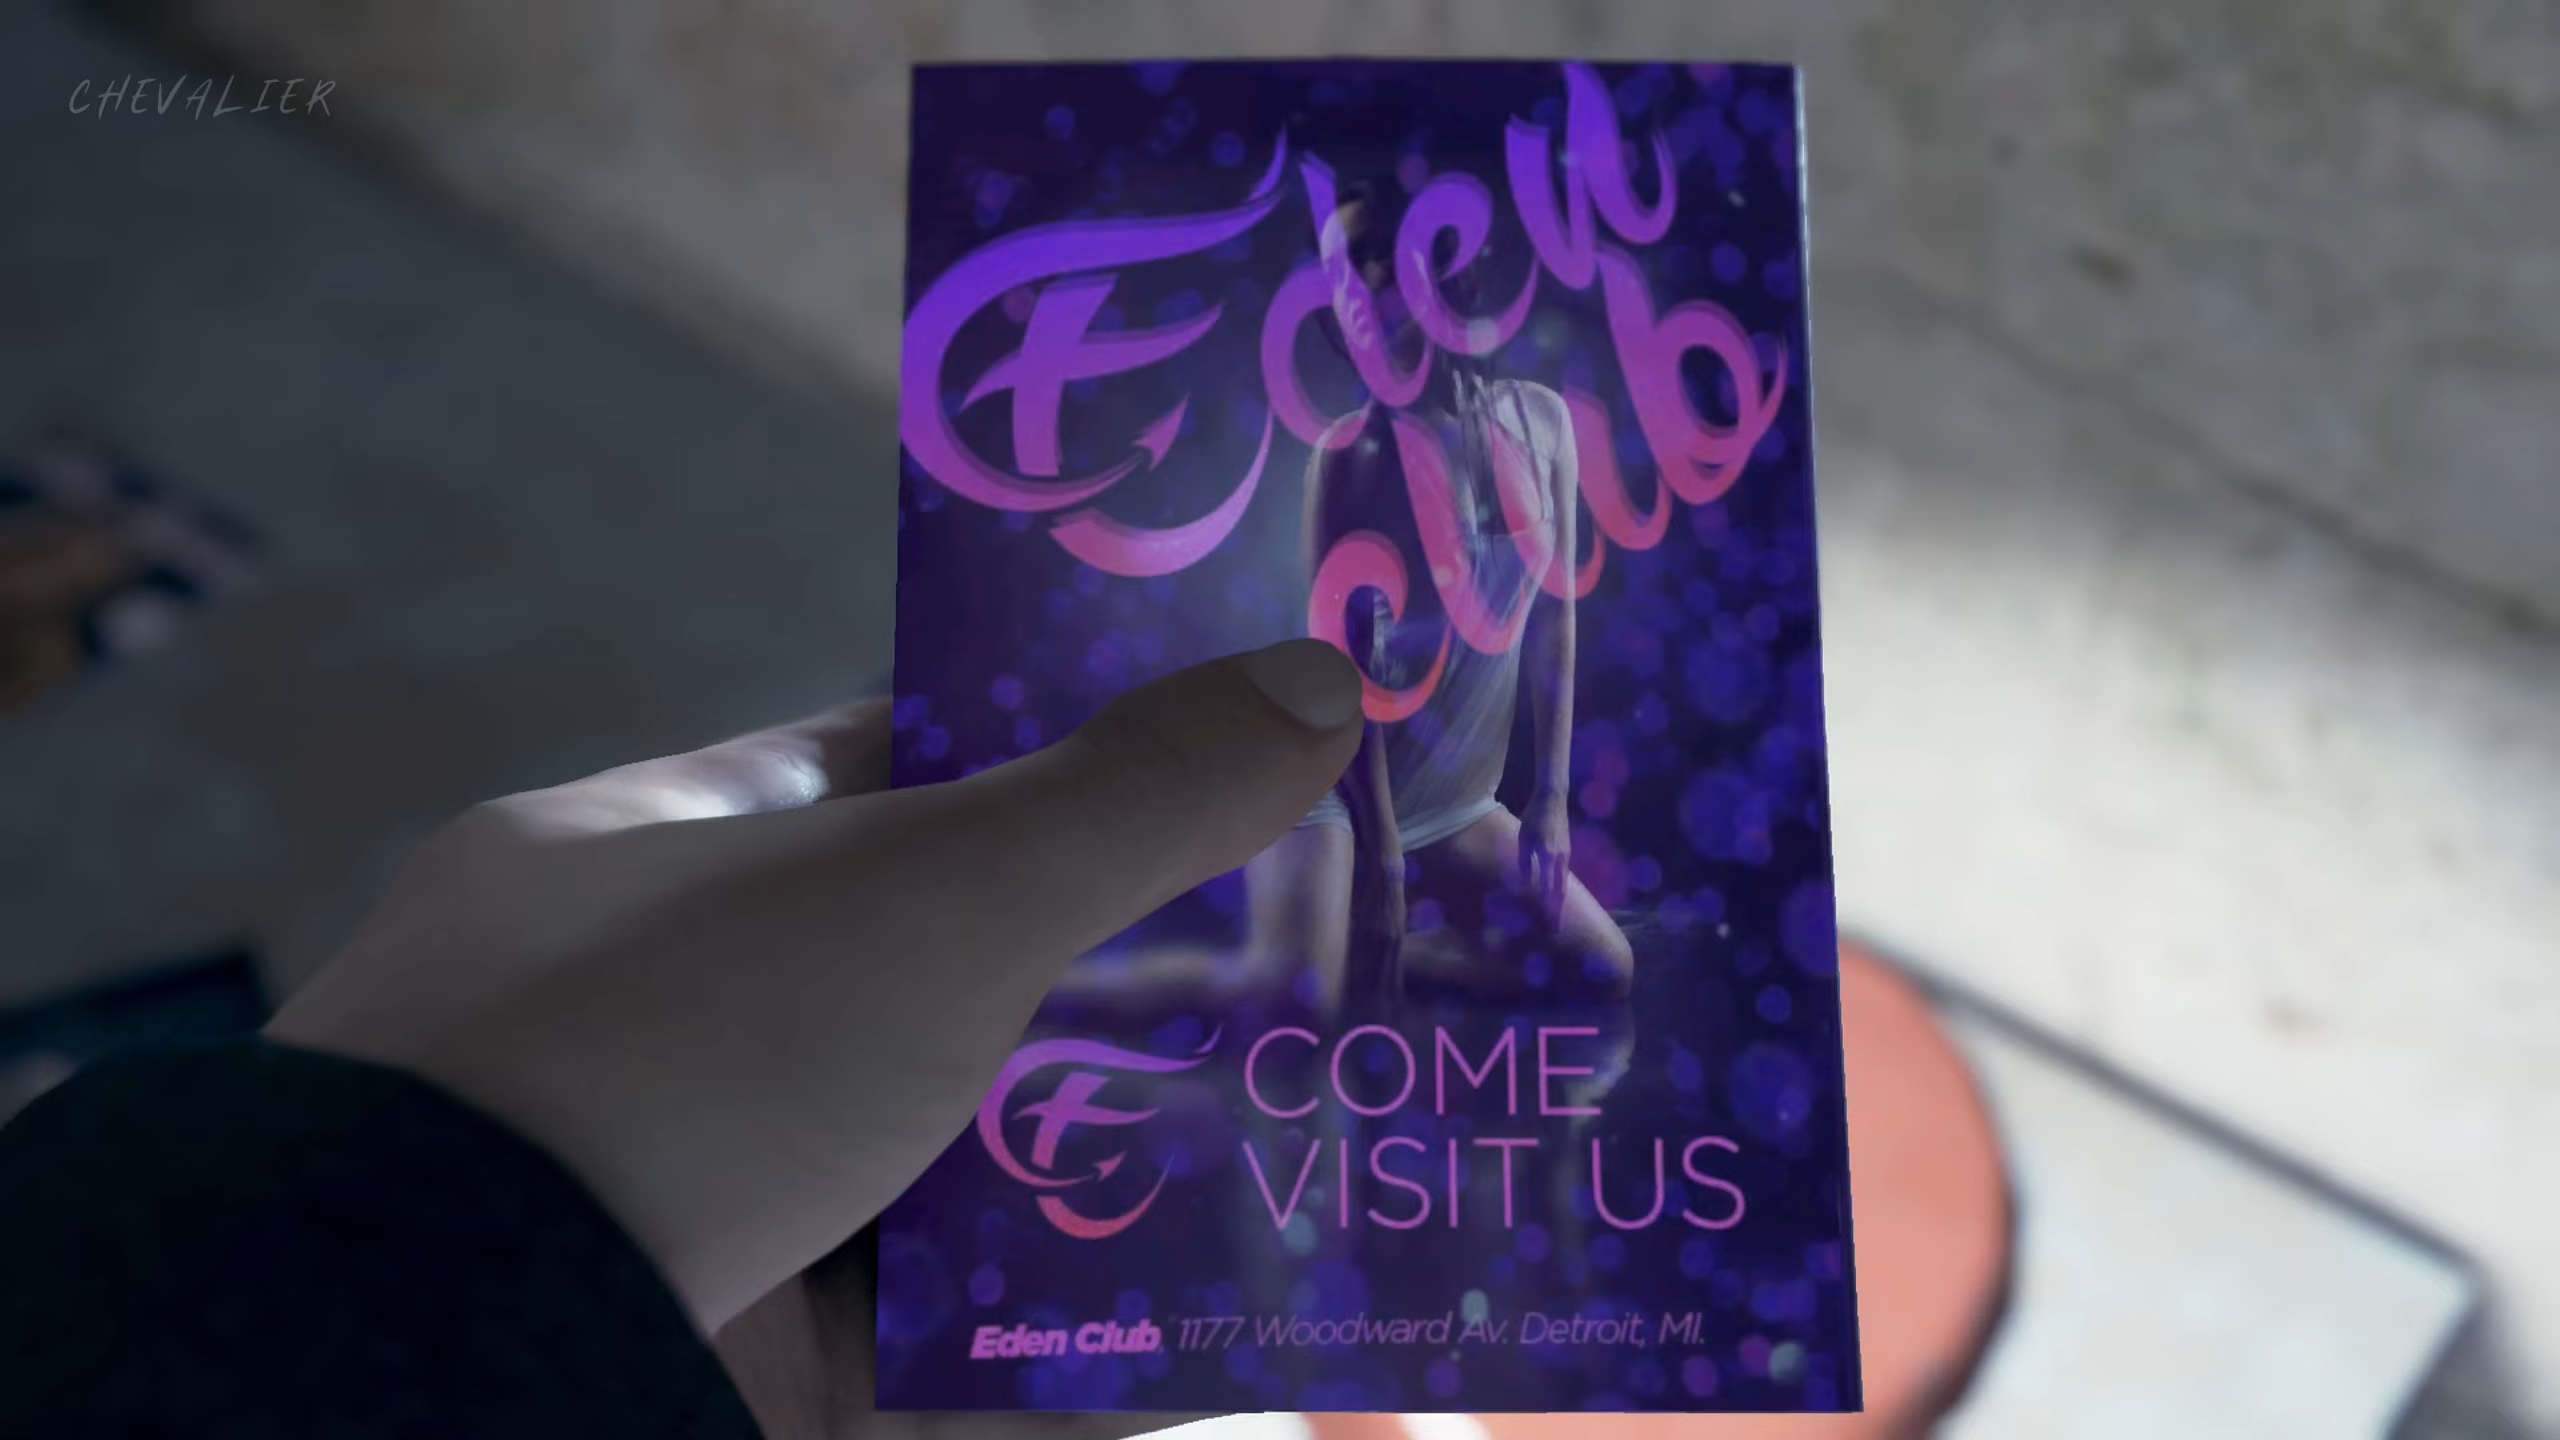 CHEVALIER
Eden
club
COME
VISIT US
Eden Club, 1177 Woodward Av. Detroit, MI.